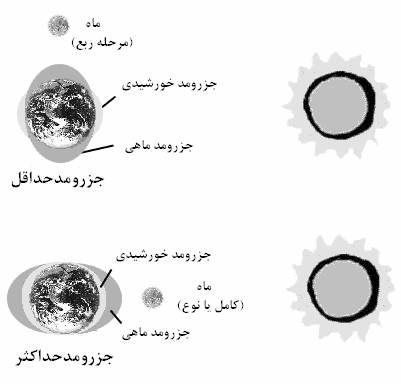 ماه
(مرحله ربع)
جزرومد خورشیدی
جزرومد ماهی
جزرومدحداقل
جزرومد خورشیدی
ماه
(کامل یا نوع)
جزرومد ماهی
جزرومدحداکثر